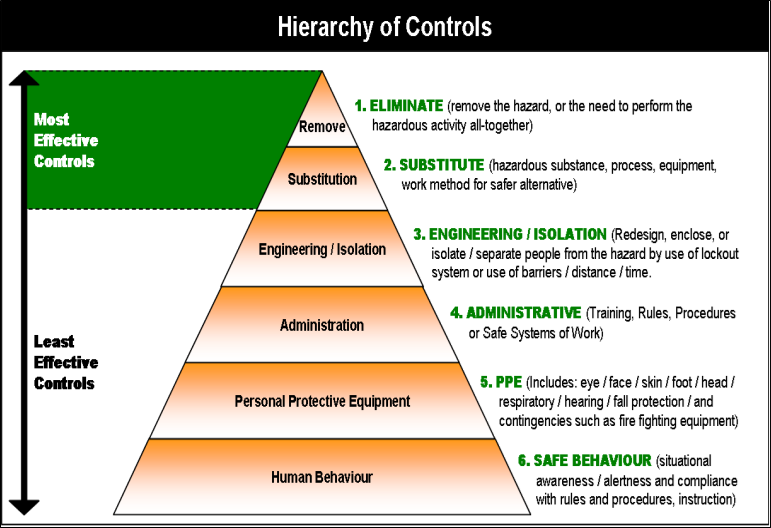 Hierarchy of Controls
Most
Effective
Controls
Least
Effective
Controls
Remove
Substitution
Engineering / Isolation
Administration
Personal Protective Equipment
Human Behaviour
1. ELIMINATE (remove the hazard, or the need to perform the
hazardous activity all-together)
2. SUBSTITUTE (hazardous substance, process, equipment,
work method for safer alternative)
3. ENGINEERING / ISOLATION (Redesign, enclose, or
isolate / separate people from the hazard by use of lockout
system or use of barriers / distance / time.
4. ADMINISTRATIVE (Training, Rules, Procedures
or Safe Systems of Work)
5. PPE (Includes: eye / face / skin / foot / head /
respiratory / hearing / fall protection / and
contingencies such as fire fighting equipment)
6. SAFE BEHAVIOUR (situational
awareness / alertness and compliance
with rules and procedures, instruction)